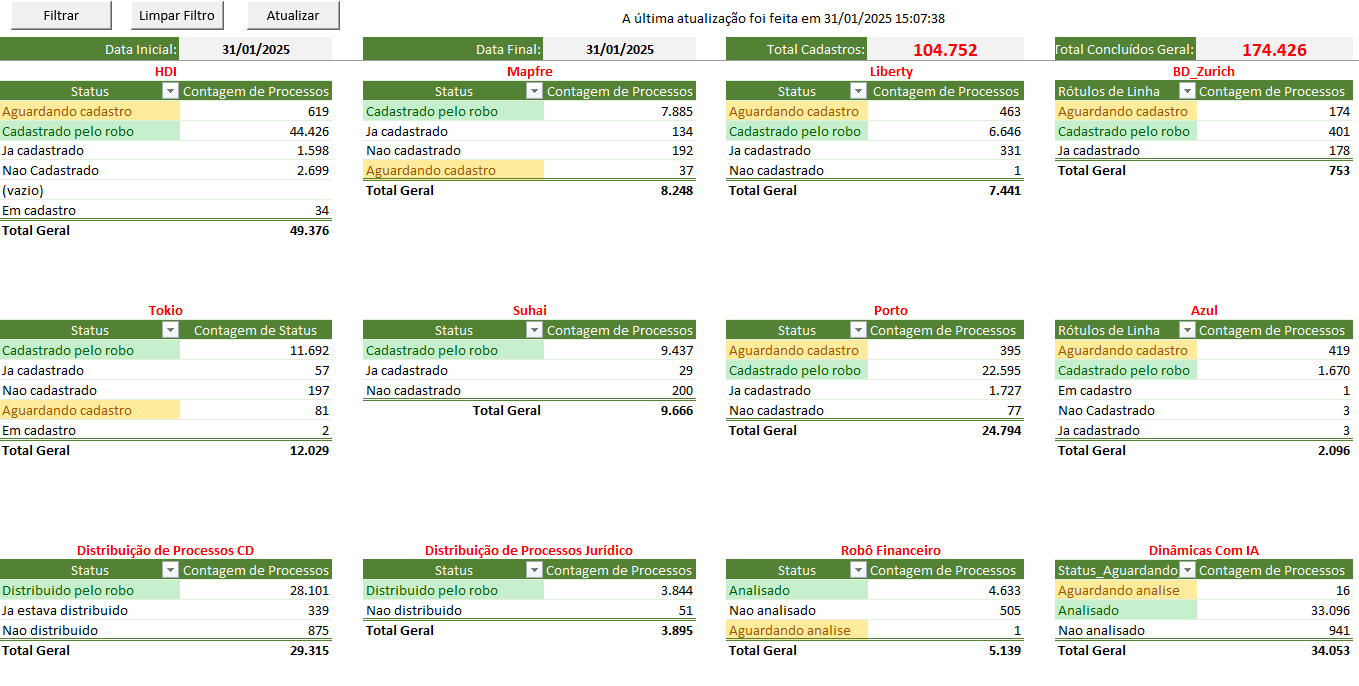 Filtrar Limpar Filtro Atualizar A última atualização foi feita em 31/01/2025 15:07:38
Data Inicial: 31/01/2025 Data Final: 31/01/2025 Total Cadastros: 104.752 Total Concluídos Geral: 174.426
HDI
Status Contagem de Processos
Aguardando cadastro 619
Cadastrado pelo robo 44.426
Ja cadastrado 1.598
Nao Cadastrado 2.699
(vazio)
Em cadastro 34
Total Geral 49.376
Mapfre
Status Contagem de Processos
Cadastrado pelo robo 7.885
Ja cadastrado 134
Nao cadastrado 192
Aguardando cadastro 37
Total Geral 8.248
Liberty
Status Contagem de Processos
Aguardando cadastro 463
Cadastrado pelo robo 6.646
Ja cadastrado 331
Nao cadastrado 1
Total Geral 7.441
BD_Zurich
Rótulos de Linha Contagem de Processos
Aguardando cadastro 174
Cadastrado pelo robo 401
Ja cadastrado 178
Total Geral 753
Tokio
Status Contagem de Status
Cadastrado pelo robo 11.692
Ja cadastrado 57
Nao cadastrado 197
Aguardando cadastro 81
Em cadastro 2
Total Geral 12.029
Suhai
Status Contagem de Processos
Cadastrado pelo robo 9.437
Ja cadastrado 29
Nao cadastrado 200
Total Geral 9.666
Porto
Status Contagem de Processos
Aguardando cadastro 395
Cadastrado pelo robo 22.595
Ja cadastrado 1.727
Nao cadastrado 77
Total Geral 24.794
Azul
Rótulos de Linha Contagem de Processos
Aguardando cadastro 419
Cadastrado pelo robo 1.670
Em cadastro 1
Nao Cadastrado 3
Ja cadastrado 3
Total Geral 2.096
Distribuição de Processos CD
Status Contagem de Processos
Distribuido pelo robo 28.101
Ja estava distribuido 339
Nao distribuido 875
Total Geral 29.315
Distribuição de Processos Jurídico
Status Contagem de Processos
Distribuido pelo robo 3.844
Nao distribuido 51
Total Geral 3.895
Robô Financeiro
Status Contagem de Processos
Analisado 4.633
Nao analisado 505
Aguardando analise 1
Total Geral 5.139
Dinâmicas Com IA
Status_Aguardando Contagem de Processos
Aguardando analise 16
Analisado 33.096
Nao analisado 941
Total Geral 34.053